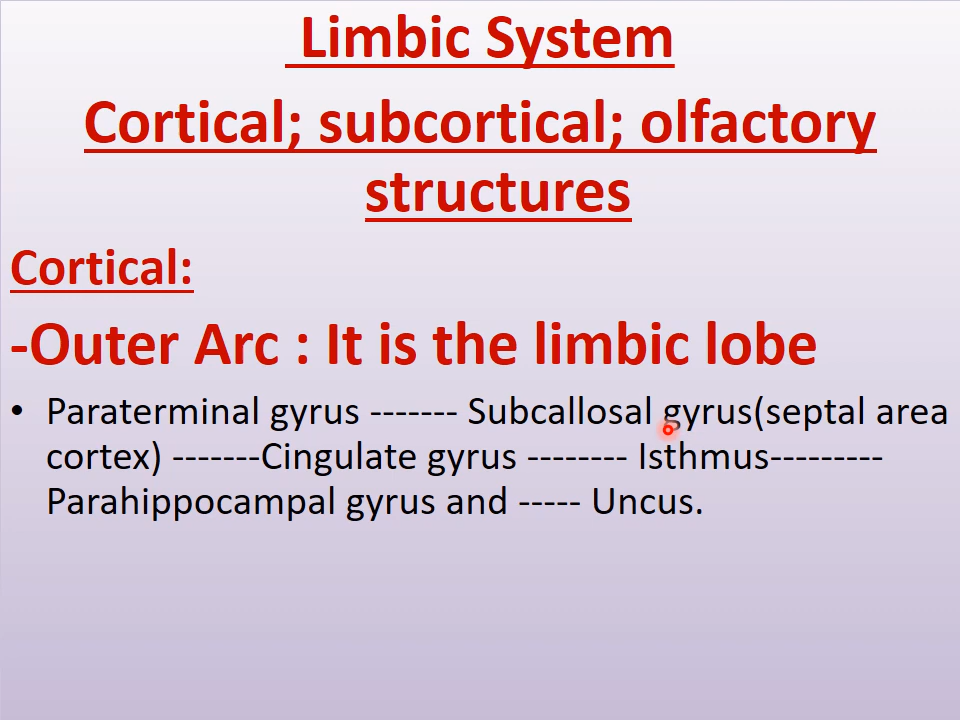 Limbic System
Cortical; subcortical; olfactory
structures
Cortical:
-Outer Arc : It is the limbic lobe
• Paraterminal gyrus ------- Subcallosal gyrus(septal area
cortex) -------Cingulate gyrus -------- Isthmus---------
Parahippocampal gyrus and ----- Uncus.